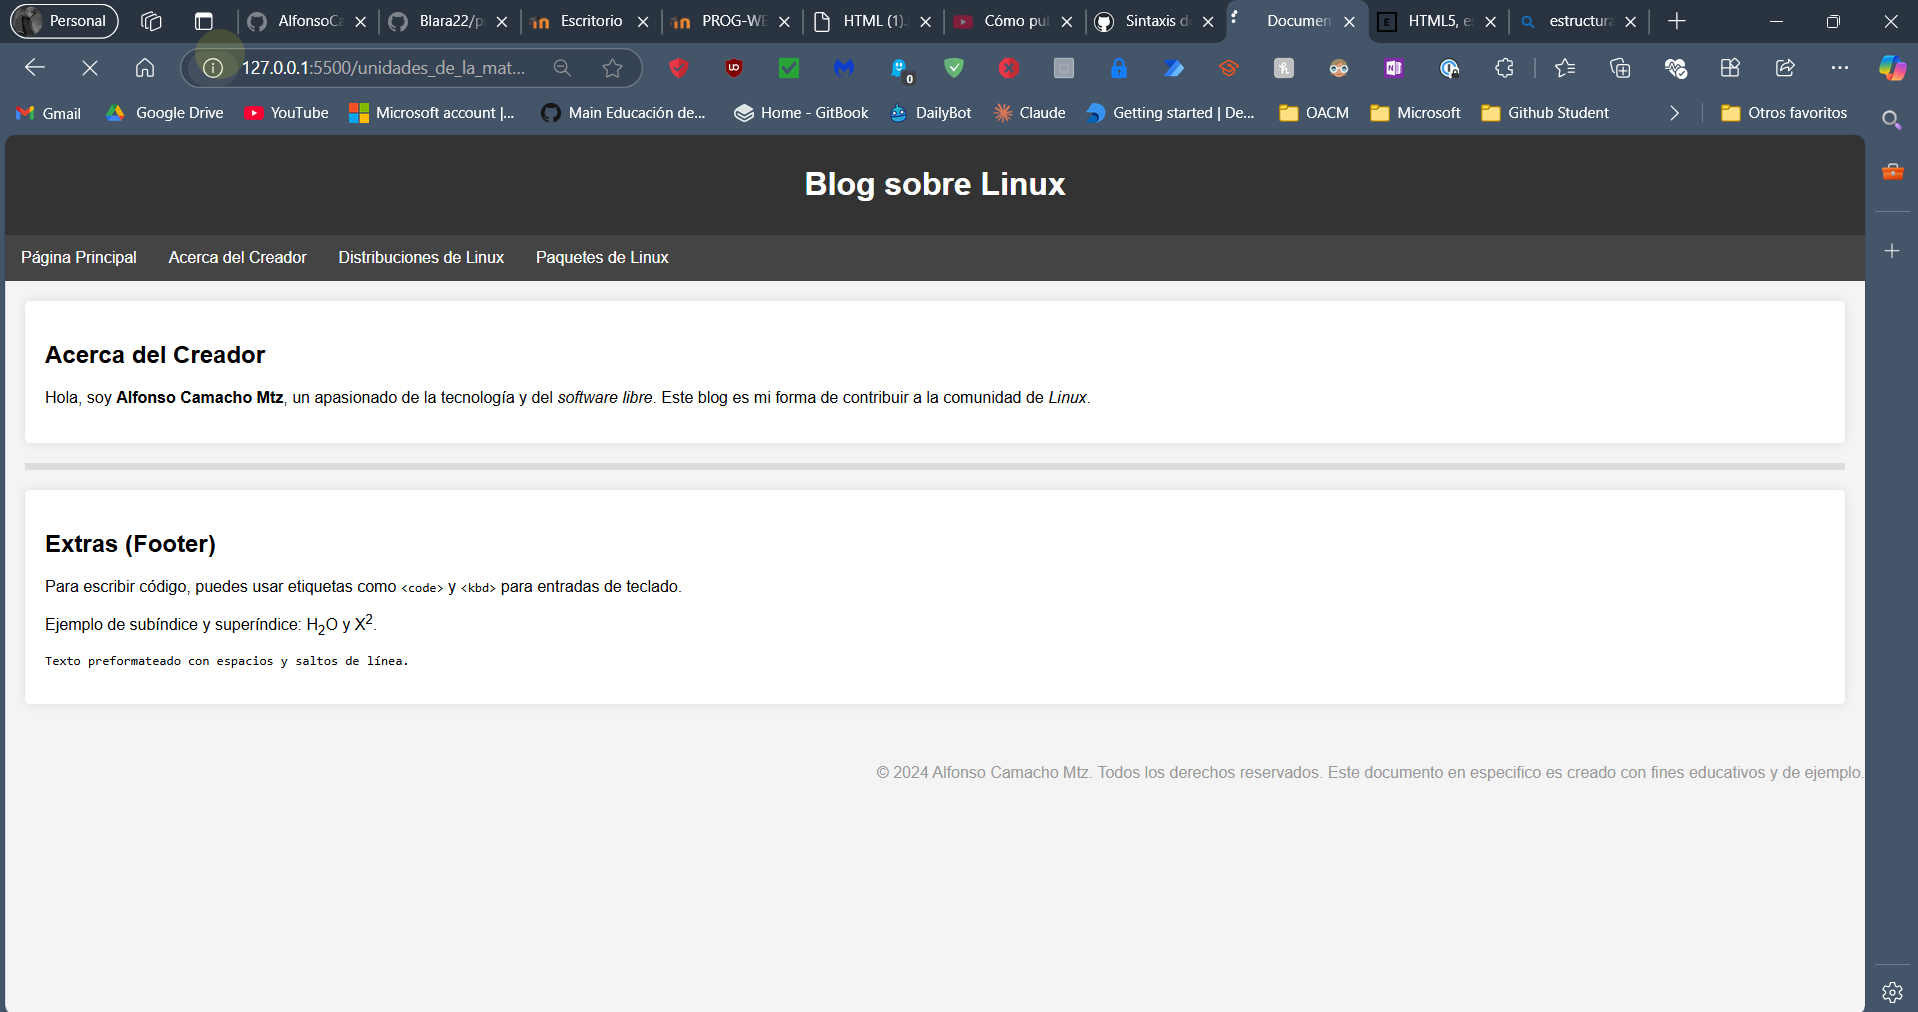 Personal
AlfonsoCa
Blara22/p
Escritorio
PROG-WE
HTML (1).
Cómo pul
Sintaxis d
Documen
HTML5, e
estructura
127.0.0.1:5500/unidades_de_la_mat...
0
Gmail
Google Drive
YouTube
Microsoft account |...
Main Educación de...
Home - GitBook
DailyBot
Claude
Getting started | De...
OACM
Microsoft
Github Student
Otros favoritos
Blog sobre Linux
Página Principal Acerca del Creador Distribuciones de Linux Paquetes de Linux
Acerca del Creador
Hola, soy Alfonso Camacho Mtz, un apasionado de la tecnología y del software libre. Este blog es mi forma de contribuir a la comunidad de Linux.
Extras (Footer)
Para escribir código, puedes usar etiquetas como <code> y <kbd> para entradas de teclado.
Ejemplo de subíndice y superíndice: H₂O y X².
Texto preformateado con espacios y saltos de línea.
© 2024 Alfonso Camacho Mtz. Todos los derechos reservados. Este documento en especifico es creado con fines educativos y de ejemplo.